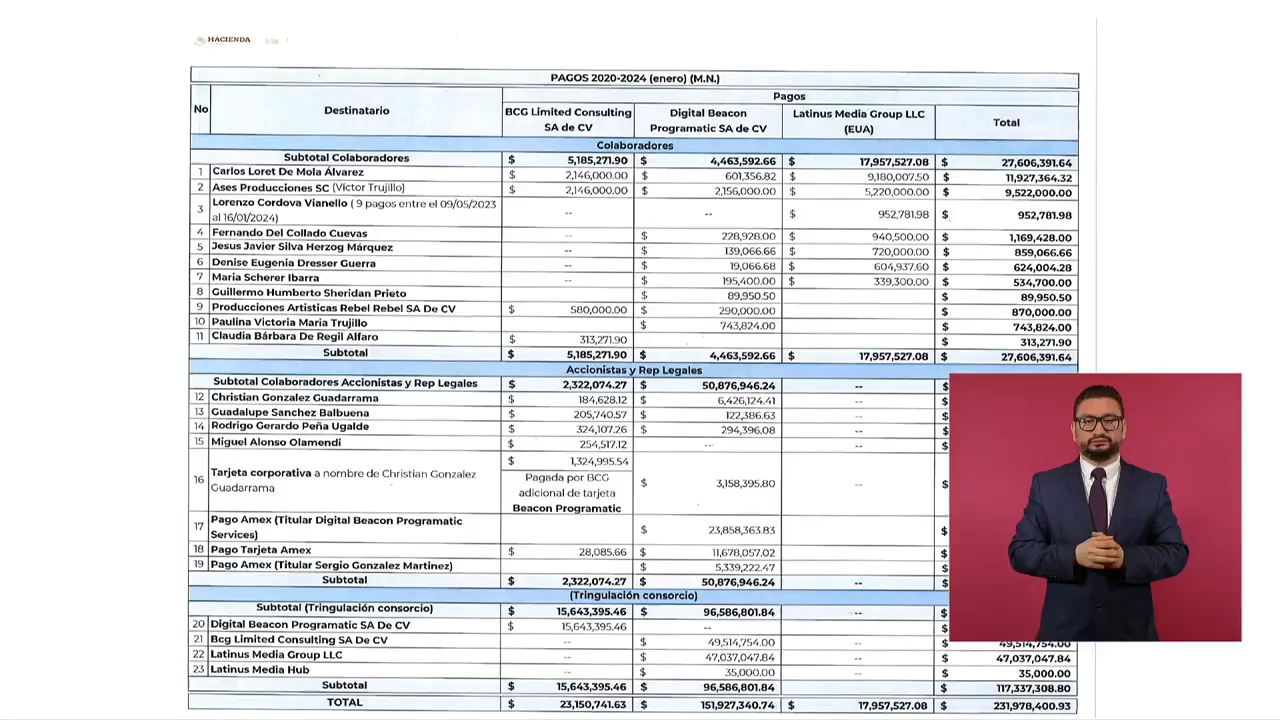 HACIENDA
PAGOS 2020-2024 (enero) (M.N.)
No Destinatario Pagos
BCG Limited Consulting SA de CV Digital Beacon Programatic SA de CV Latinus Media Group LLC (EUA) Total
Colaboradores
Subtotal Colaboradores $ 5,185,271.90 $ 4,463,592.66 $ 17,957,527.08 $ 27,606,391.64
1 Carlos Loret De Mola Álvarez $ 2,146,000.00 $ 601,356.82 $ 9,180,007.50 $ 11,927,364.32
2 Ases Producciones SC (Víctor Trujillo) $ 2,146,000.00 $ 2,156,000.00 $ 5,220,000.00 $ 9,522,000.00
3 Lorenzo Cordova Vianello ( 9 pagos entre el 09/05/2023 al 16/01/2024) -- -- $ 952,781.98 $ 952,781.98
4 Fernando Del Collado Cuevas -- $ 228,928.00 $ 940,500.00 $ 1,169,428.00
5 Jesus Javier Silva Herzog Márquez -- $ 139,066.66 $ 720,000.00 $ 859,066.66
6 Denise Eugenia Dresser Guerra -- $ 19,066.68 $ 604,937.60 $ 624,004.28
7 Maria Scherer Ibarra -- $ 195,400.00 $ 339,300.00 $ 534,700.00
8 Guillermo Humberto Sheridan Prieto $ 89,950.50 $ 89,950.50
9 Producciones Artisticas Rebel Rebel SA De CV $ 580,000.00 $ 290,000.00 $ 870,000.00
10 Paulina Victoria Maria Trujillo $ 743,824.00 $ 743,824.00
11 Claudia Bárbara De Regil Alfaro $ 313,271.90 $ 313,271.90
Subtotal $ 5,185,271.90 $ 4,463,592.66 $ 17,957,527.08 $ 27,606,391.64
Accionistas y Rep Legales
Subtotal Colaboradores Accionistas y Rep Legales $ 2,322,074.27 $ 50,876,946.24 -- $
12 Christian Gonzalez Guadarrama $ 184,628.12 $ 6,426,124.41 -- $
13 Guadalupe Sanchez Balbuena $ 205,740.57 $ 122,386.63 -- $
14 Rodrigo Gerardo Peña Ugalde $ 324,107.26 $ 294,396.08 -- $
15 Miguel Alonso Olamendi $ 254,517.12 -- -- $
16 Tarjeta corporativa a nombre de Christian Gonzalez Guadarrama $ 1,324,995.54 Pagada por BCG adicional de tarjeta Beacon Programatic $ 3,158,395.80 -- $
17 Pago Amex (Titular Digital Beacon Programatic Services) $ 23,858,363.83 $
18 Pago Tarjeta Amex $ 28,085.66 $ 11,678,057.02 $
19 Pago Amex (Titular Sergio Gonzalez Martinez) $ 5,339,222.47 $
Subtotal $ 2,322,074.27 $ 50,876,946.24 -- $
(Tringulación consorcio)
Subtotal (Tringulación consorcio) $ 15,643,395.46 $ 96,586,801.84 -- $
20 Digital Beacon Programatic SA De CV $ 15,643,395.46 -- $
21 Bcg Limited Consulting SA De CV -- $ 49,514,754.00 -- $ 49,514,754.00
22 Latinus Media Group LLC -- $ 47,037,047.84 -- $ 47,037,047.84
23 Latinus Media Hub -- $ 35,000.00 -- $ 35,000.00
Subtotal $ 15,643,395.46 $ 96,586,801.84 -- $ 117,337,308.80
TOTAL $ 23,150,741.63 $ 151,927,340.74 $ 17,957,527.08 $ 231,978,400.93